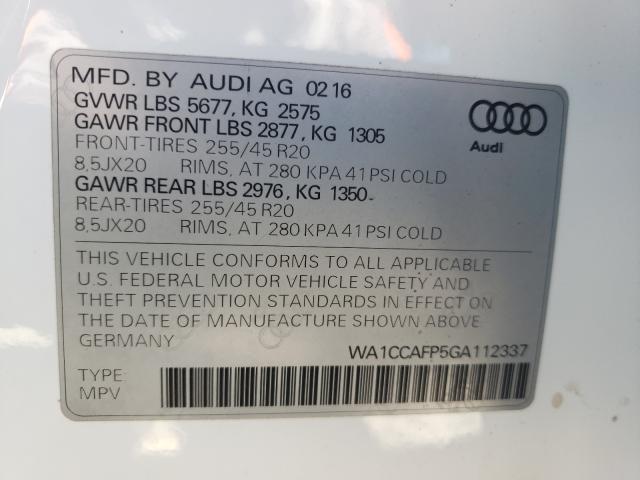 MFD. BY AUDI AG 02 16
GVWR LBS 5677, KG 2575
GAWR FRONT LBS 2877, KG 1305
FRONT-TIRES 255/45 R20
8,5JX20 RIMS, AT 280 KPA 41 PSI COLD
GAWR REAR LBS 2976, KG 1350
REAR-TIRES 255/45 R20
8,5JX20 RIMS, AT 280 KPA 41 PSI COLD
Audi
THIS VEHICLE CONFORMS TO ALL APPLICABLE
U.S. FEDERAL MOTOR VEHICLE SAFETY AND
THEFT PREVENTION STANDARDS IN EFFECT ON
THE DATE OF MANUFACTURE SHOWN ABOVE.
GERMANY
WA1CCAFP5GA112337
TYPE:
MPV